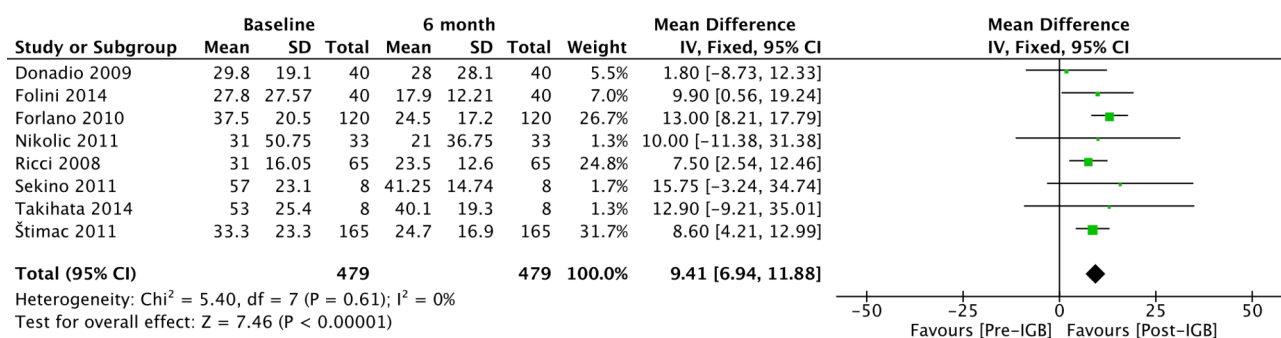 Baseline 6 month Mean Difference Mean Difference
Study or Subgroup Mean SD Total Mean SD Total Weight IV, Fixed, 95% CI IV, Fixed, 95% CI
Donadio 2009 29.8 19.1 40 28 28.1 40 5.5% 1.80 [-8.73, 12.33]
Folini 2014 27.8 27.57 40 17.9 12.21 40 7.0% 9.90 [0.56, 19.24]
Forlano 2010 37.5 20.5 120 24.5 17.2 120 26.7% 13.00 [8.21, 17.79]
Nikolic 2011 31 50.75 33 21 36.75 33 1.3% 10.00 [-11.38, 31.38]
Ricci 2008 31 16.05 65 23.5 12.6 65 24.8% 7.50 [2.54, 12.46]
Sekino 2011 57 23.1 8 41.25 14.74 8 1.7% 15.75 [-3.24, 34.74]
Takihata 2014 53 25.4 8 40.1 19.3 8 1.3% 12.90 [-9.21, 35.01]
Štimac 2011 33.3 23.3 165 24.7 16.9 165 31.7% 8.60 [4.21, 12.99]
Total (95% CI) 479 479 100.0% 9.41 [6.94, 11.88]
Heterogeneity: Chi² = 5.40, df = 7 (P = 0.61); I² = 0%
Test for overall effect: Z = 7.46 (P < 0.00001)
-50 -25 0 25 50
Favours [Pre-IGB] Favours [Post-IGB]